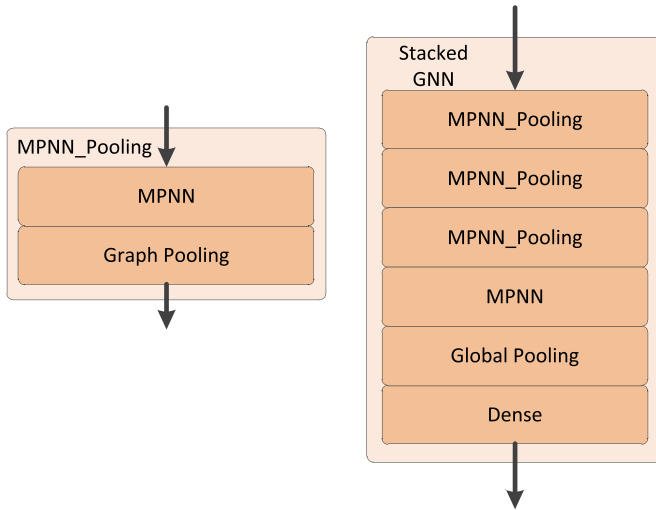 MPNN_Pooling
MPNN
Graph Pooling
Stacked
GNN
MPNN_Pooling
MPNN_Pooling
MPNN_Pooling
MPNN
Global Pooling
Dense